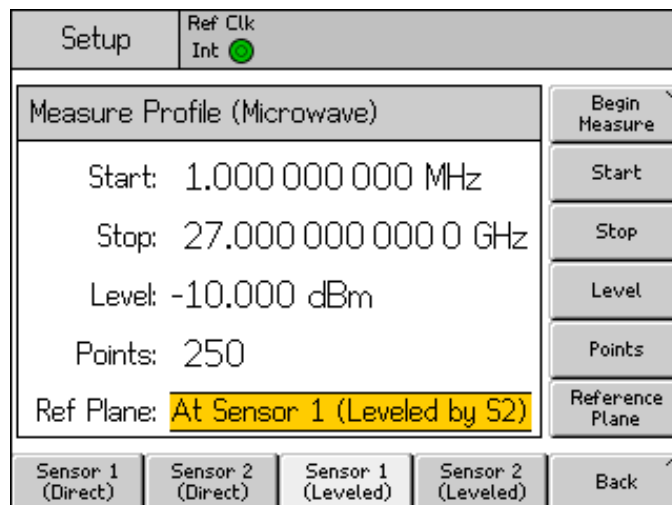 Setup
Ref Clk
Int
Measure Profile (Microwave)
Start: 1.000 000 000 MHz
Stop: 27.000 000 000 0 GHz
Level: -10.000 dBm
Points: 250
Ref Plane: At Sensor 1 (Leveled by S2)
Begin
Measure
Start
Stop
Level
Points
Reference
Plane
Sensor 1
(Direct)
Sensor 2
(Direct)
Sensor 1
(Leveled)
Sensor 2
(Leveled)
Back